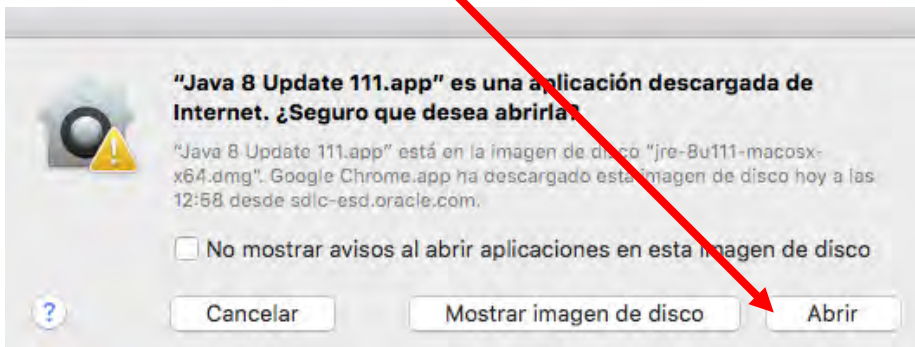 “Java 8 Update 111.app” es una aplicación descargada de
Internet. ¿Seguro que desea abrirla?
“Java 8 Update 111.app” está en la imagen de disco “jre-8u111-macosx-
x64.dmg”. Google Chrome.app ha descargado esta imagen de disco hoy a las
12:58 desde sdlc-esd.oracle.com.
No mostrar avisos al abrir aplicaciones en esta imagen de disco
? Cancelar Mostrar imagen de disco Abrir